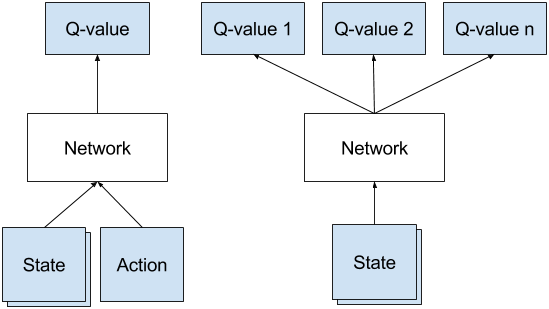 Q-value
Q-value 1
Q-value 2
Q-value n
Network
Network
State
Action
State